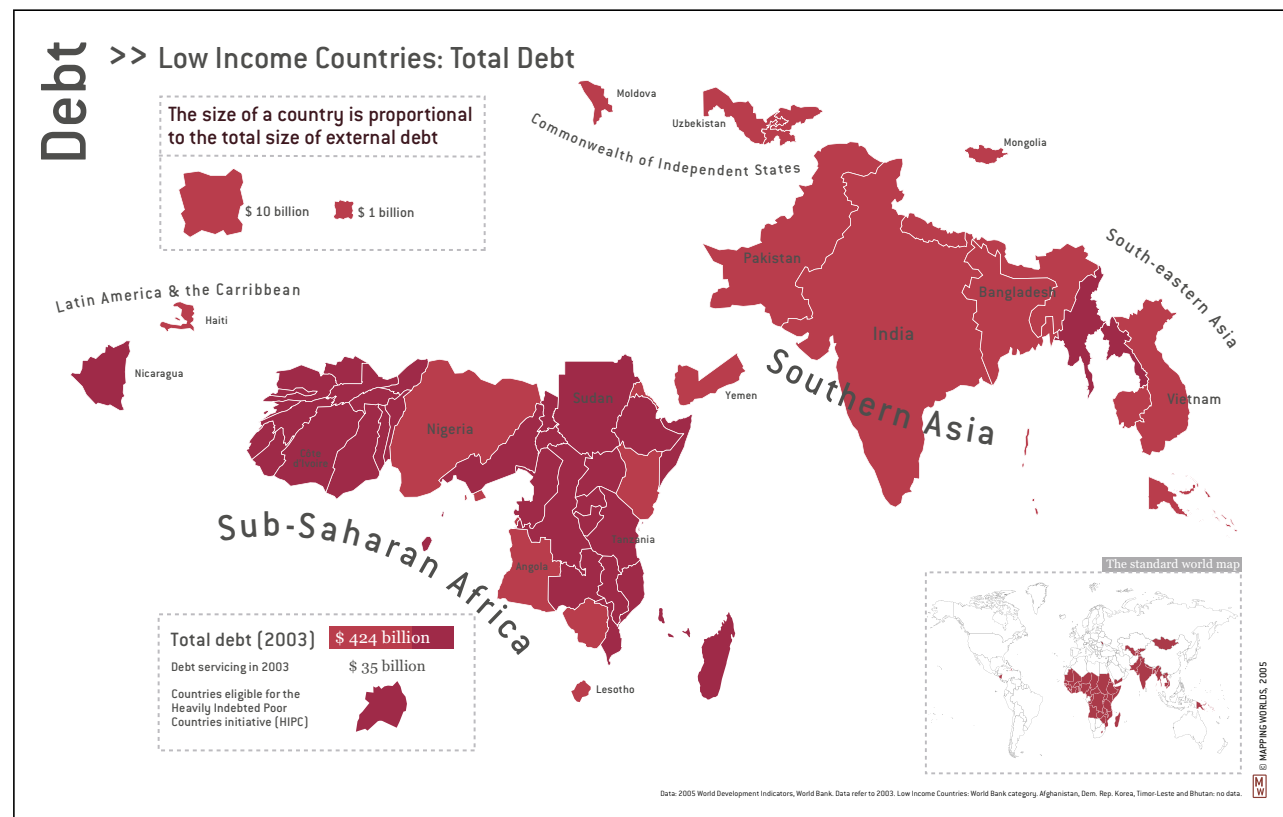 Debt
>> Low Income Countries: Total Debt
The size of a country is proportional
to the total size of external debt
$ 10 billion
$ 1 billion
Moldova
Uzbekistan
Commonwealth of Independent States
Mongolia
South-eastern Asia
Pakistan
Bangladesh
India
Vietnam
Southern Asia
Latin America & the Carribbean
Haiti
Nicaragua
Yemen
Sudan
Nigeria
Tanzania
Angola
Sub-Saharan Africa
Lesotho
Total debt (2003)
$ 424 billion
Debt servicing in 2003
$ 35 billion
Countries eligible for the
Heavily Indebted Poor
Countries initiative (HIPC)
The standard world map
© MAPPING WORLDS, 2005
M
W
Data: 2005 World Development Indicators, World Bank. Data refer to 2003. Low Income Countries: World Bank category. Afghanistan, Dem. Rep. Korea, Timor-Leste and Bhutan: no data.